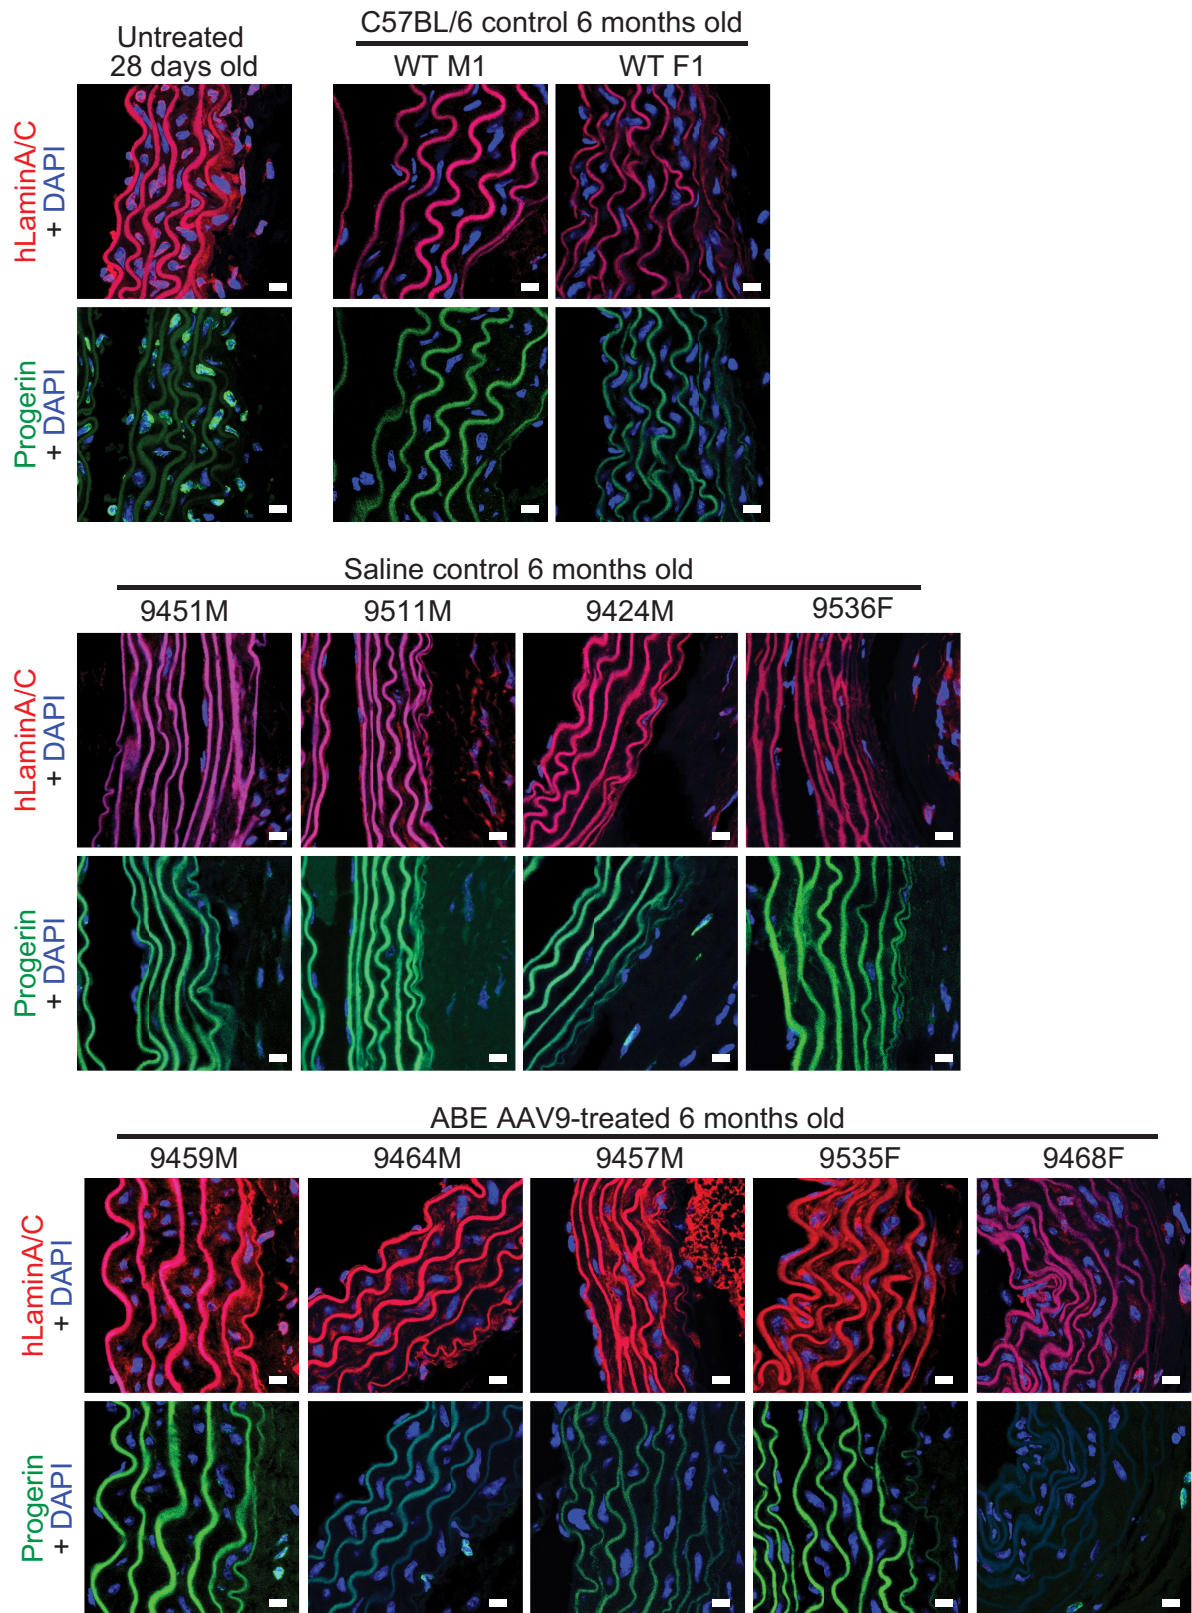 Untreated
28 days old
C57BL/6 control 6 months old
WT M1
WT F1
hLaminA/C
+ DAPI
Progerin
+ DAPI
Saline control 6 months old
9451M
9511M
9424M
9536F
hLaminA/C
+ DAPI
Progerin
+ DAPI
ABE AAV9-treated 6 months old
9459M
9464M
9457M
9535F
9468F
hLaminA/C
+ DAPI
Progerin
+ DAPI